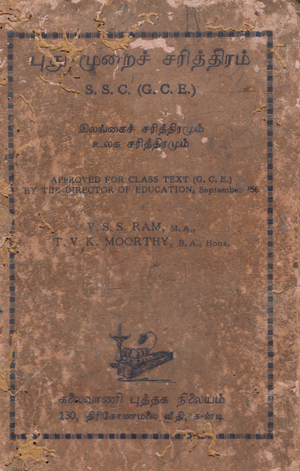 புது முறைச் சரித்திரம்
S. S. C. (G. C. E.)
இலங்கைச் சரித்திரமும்
உலக சரித்திரமும்
APPROVED FOR CLASS TEXT (G. C. E.)
BY THE DIRECTOR OF EDUCATION, September '56
V. S. S. RAM, M. A.,
T. V. K. MOORTHY, B. A., Hons.
கலைவாணி புத்தக நிலையம்
130, திரிகோணமலை வீதி, கண்டி.